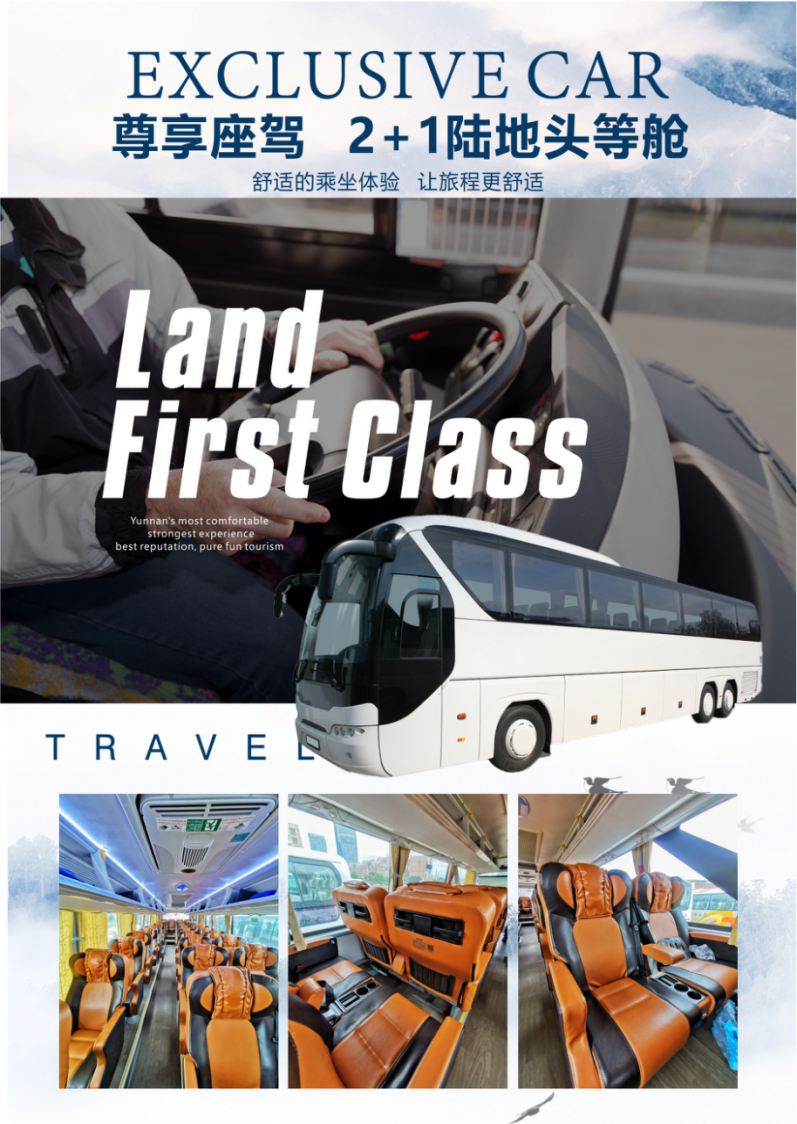 EXCLUSIVE CAR
尊享座驾 2+1陆地头等舱
舒适的乘坐体验 让旅程更舒适
Land
First Class
Yunnan's most comfortable
strongest experience
best reputation, pure fun tourism
TRAVEL